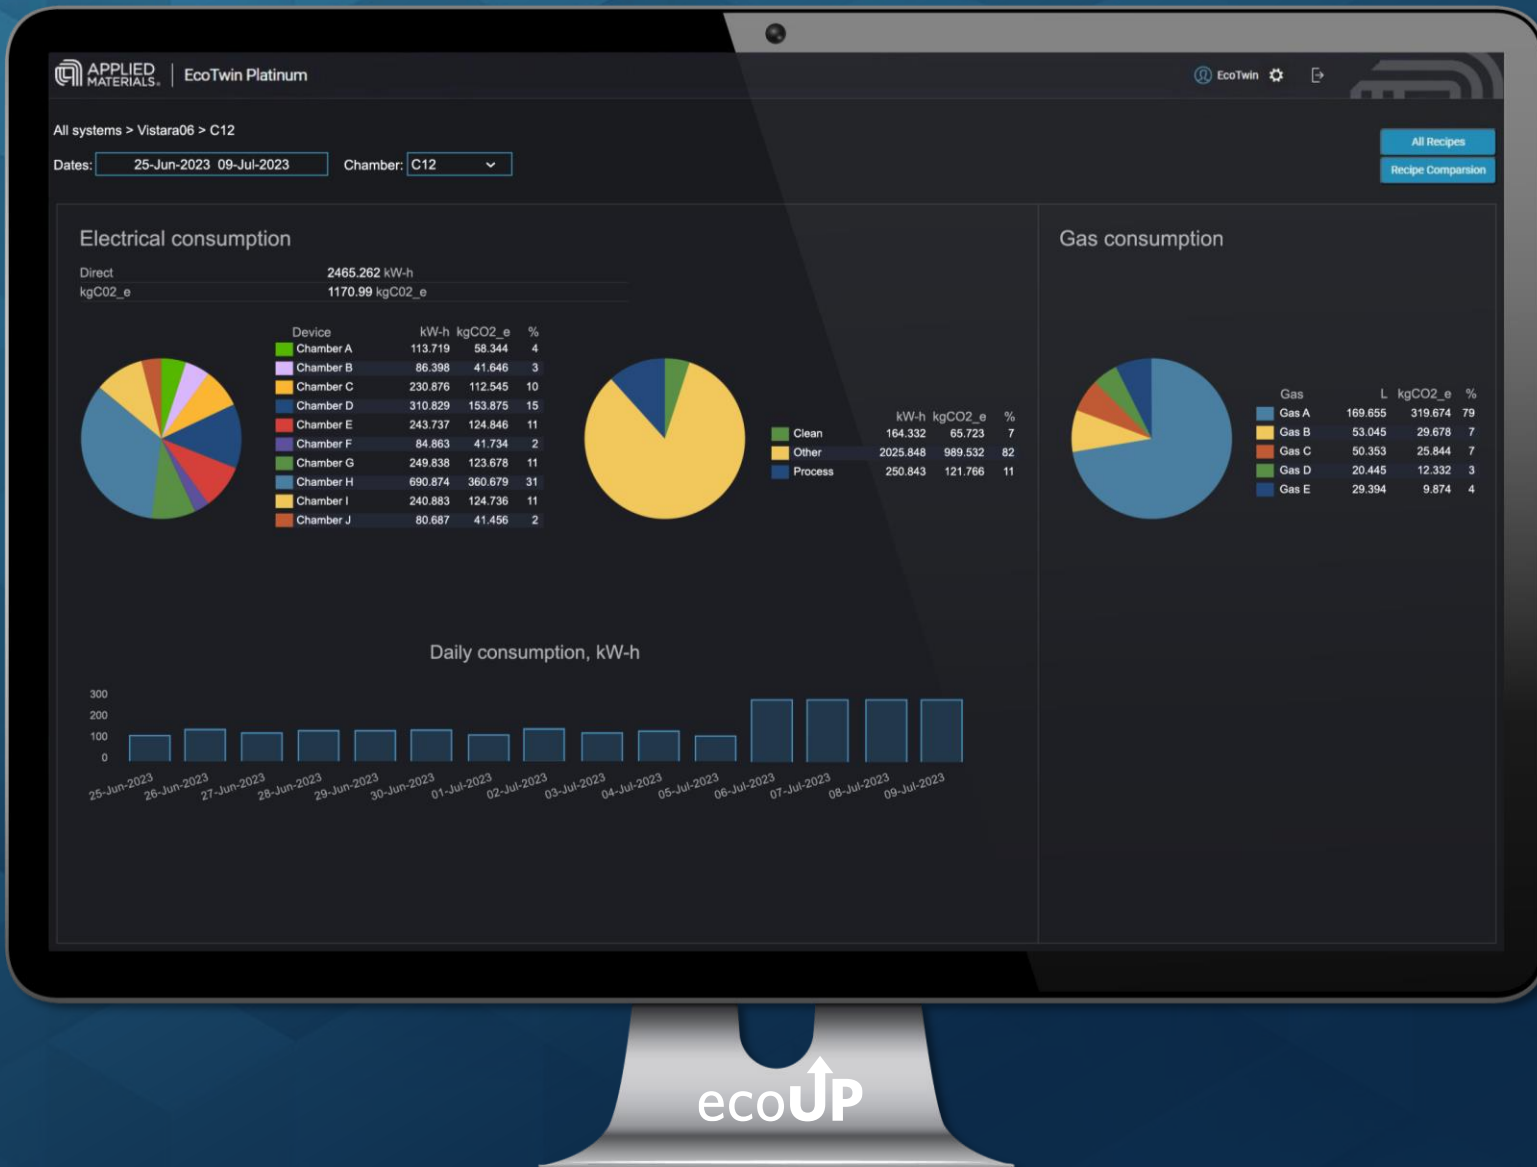 APPLIED MATERIALS® | EcoTwin Platinum
EcoTwin
All systems > Vistara06 > C12
Dates: 25-Jun-2023 09-Jul-2023 Chamber: C12
All Recipes
Recipe Comparsion
Electrical consumption
Direct 2465.262 kW-h
kgC02_e 1170.99 kgC02_e
Device kW-h kgCO2_e %
Chamber A 113.719 58.344 4
Chamber B 86.398 41.646 3
Chamber C 230.876 112.545 10
Chamber D 310.829 153.875 15
Chamber E 243.737 124.846 11
Chamber F 84.863 41.734 2
Chamber G 249.838 123.678 11
Chamber H 690.874 360.679 31
Chamber I 240.883 124.736 11
Chamber J 80.687 41.456 2
kW-h kgCO2_e %
Clean 164.332 65.723 7
Other 2025.848 989.532 82
Process 250.843 121.766 11
Gas consumption
Gas L kgCO2_e %
Gas A 169.655 319.674 79
Gas B 53.045 29.678 7
Gas C 50.353 25.844 7
Gas D 20.445 12.332 3
Gas E 29.394 9.874 4
Daily consumption, kW-h
300
200
100
0
25-Jun-2023 26-Jun-2023 27-Jun-2023 28-Jun-2023 29-Jun-2023 30-Jun-2023 01-Jul-2023 02-Jul-2023 03-Jul-2023 04-Jul-2023 05-Jul-2023 06-Jul-2023 07-Jul-2023 08-Jul-2023 09-Jul-2023
ecoUP